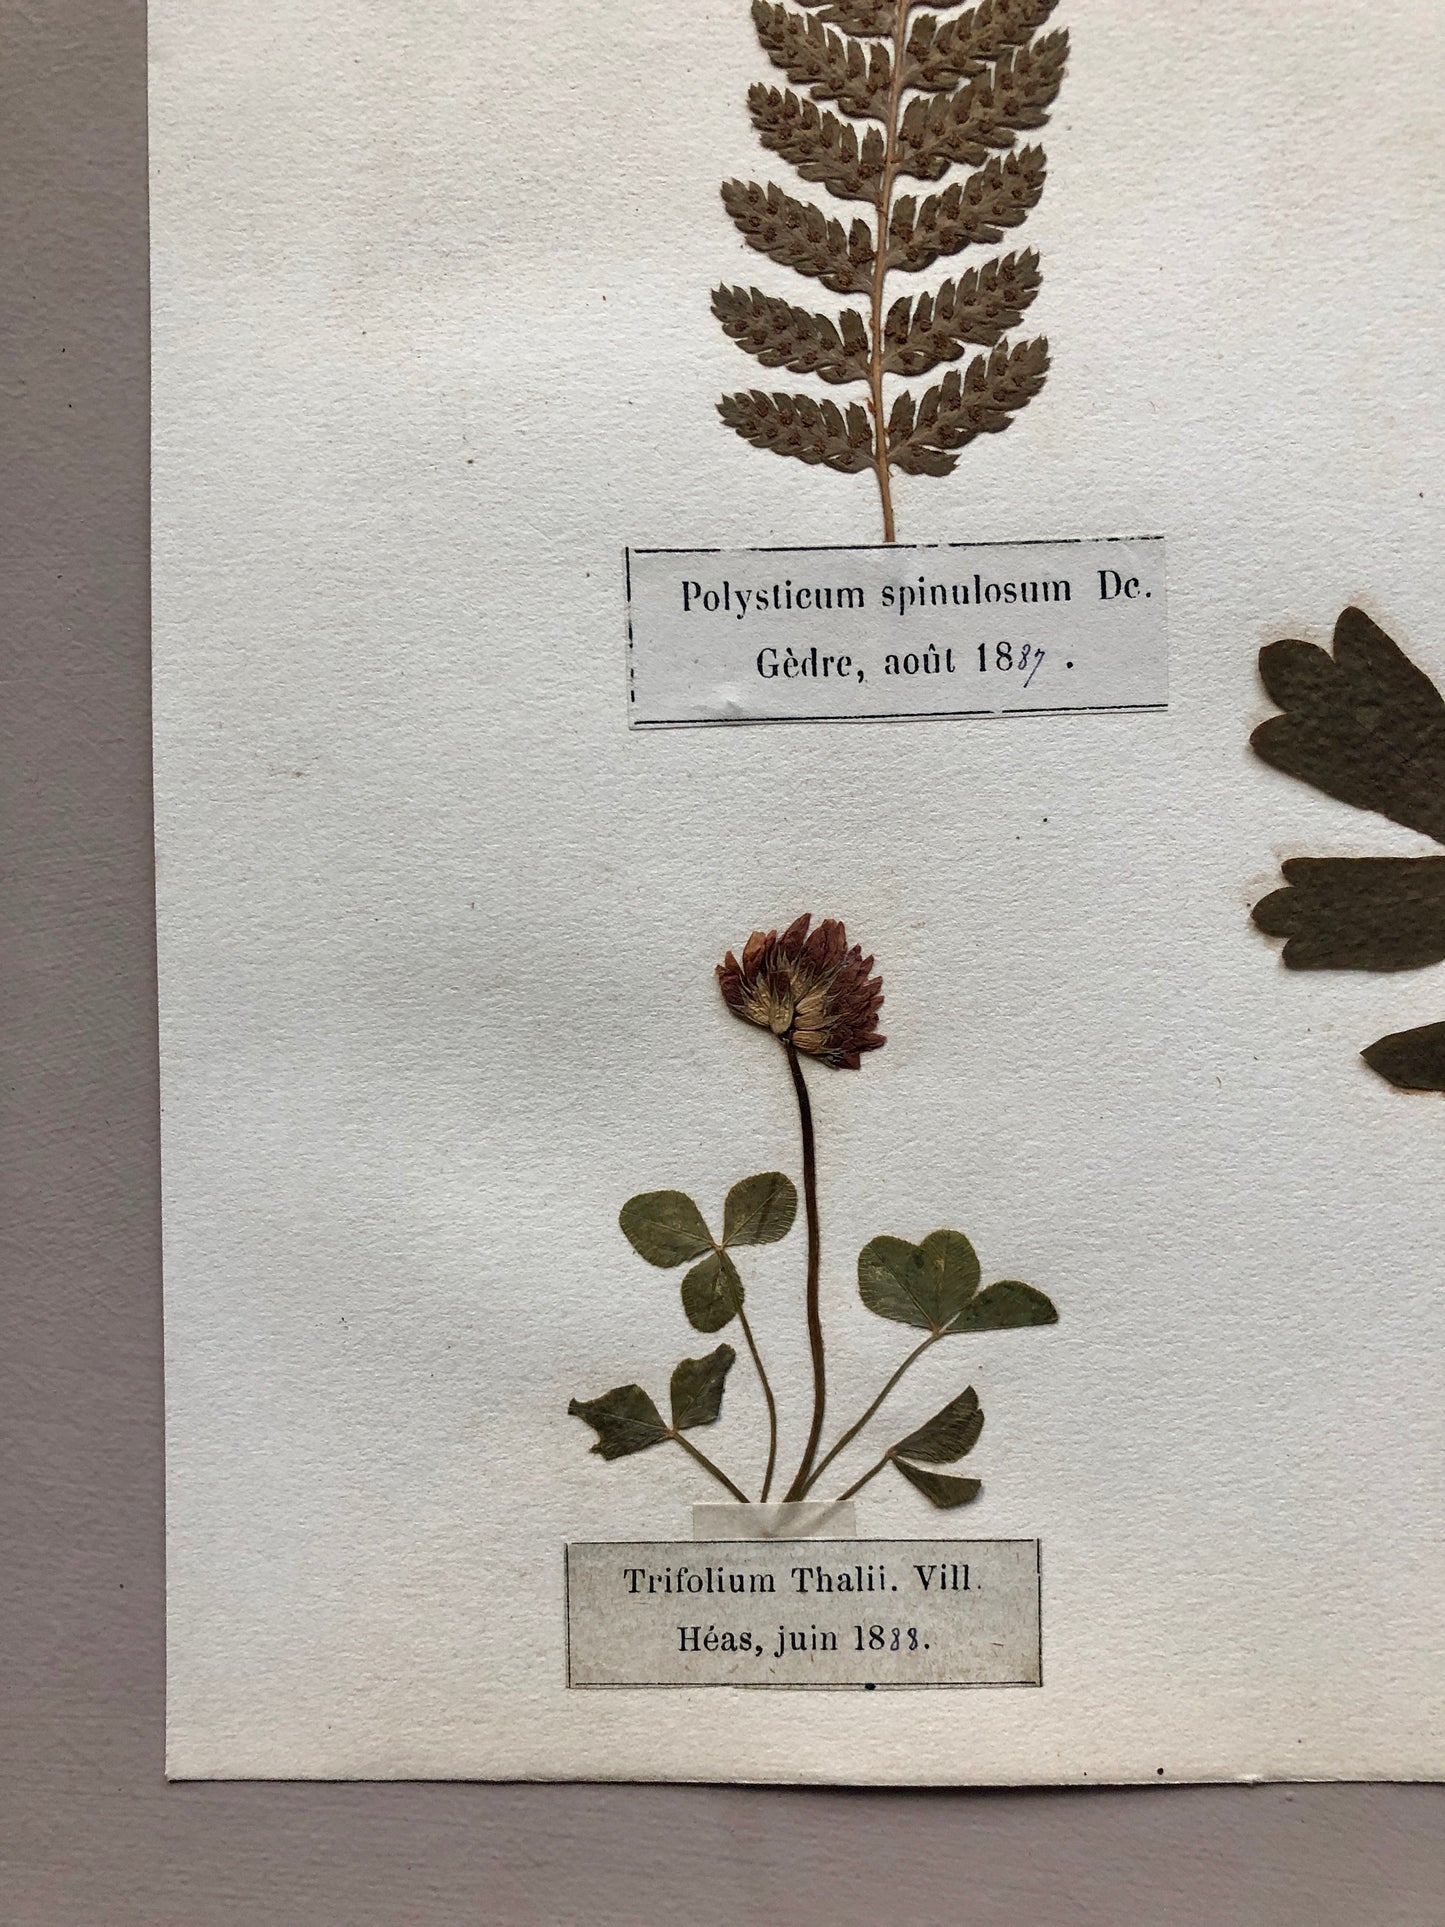 Polysticum spinulosum Dc.
Gèdre, août 1887.
Trifolium Thalii. Vill.
Héas, juin 1888.